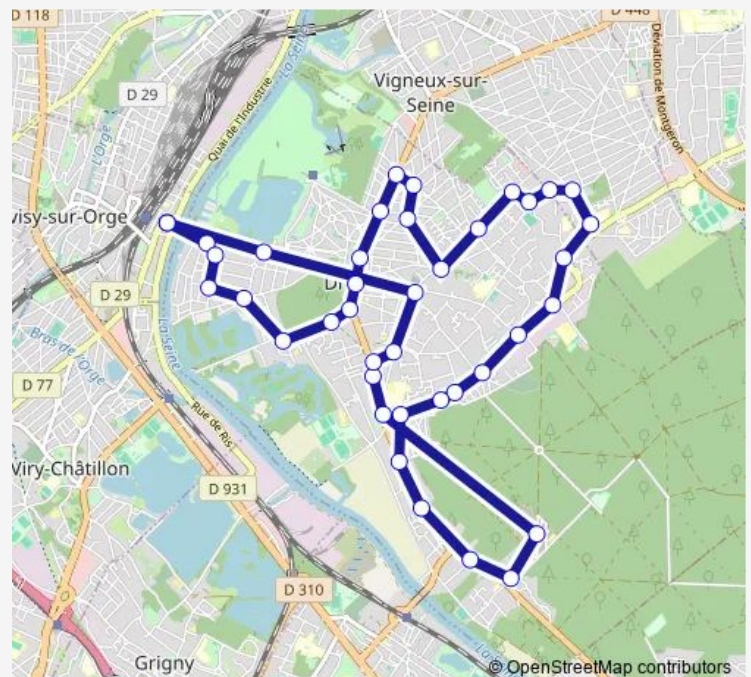 D 118
D 448
Vigneux-sur-
Seine
La Seine
Déviation de Montgeron
D 29
L'Orge
Quai de l'Industrie
visy-sur-Orge
D 29
Bras de l'Orge
La Seine
D 77
Rue de Ris
Viry-Châtillon
D 931
D 310
Grigny
© OpenStreetMap contributors